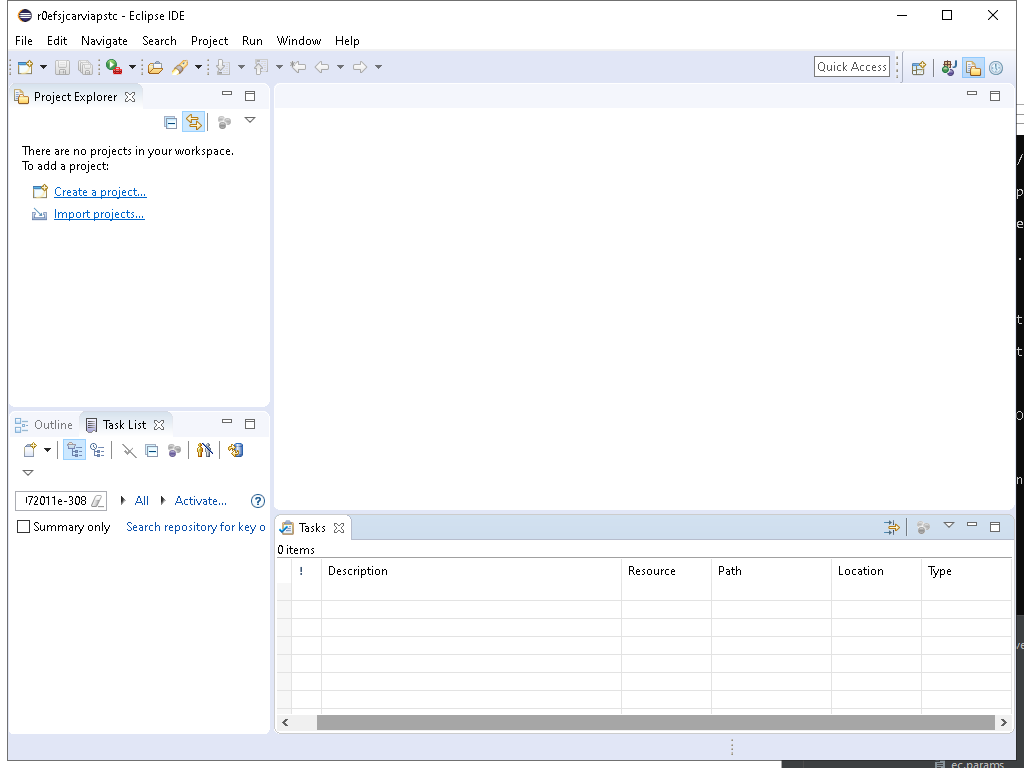 r0efsjcarviapstc - Eclipse IDE
File Edit Navigate Search Project Run Window Help
Quick Access
Project Explorer
There are no projects in your workspace.
To add a project:
Create a project...
Import projects...
Outline Task List
72011e-308 All Activate...
Summary only Search repository for key o
Tasks
0 items
! Description Resource Path Location Type
ec.params